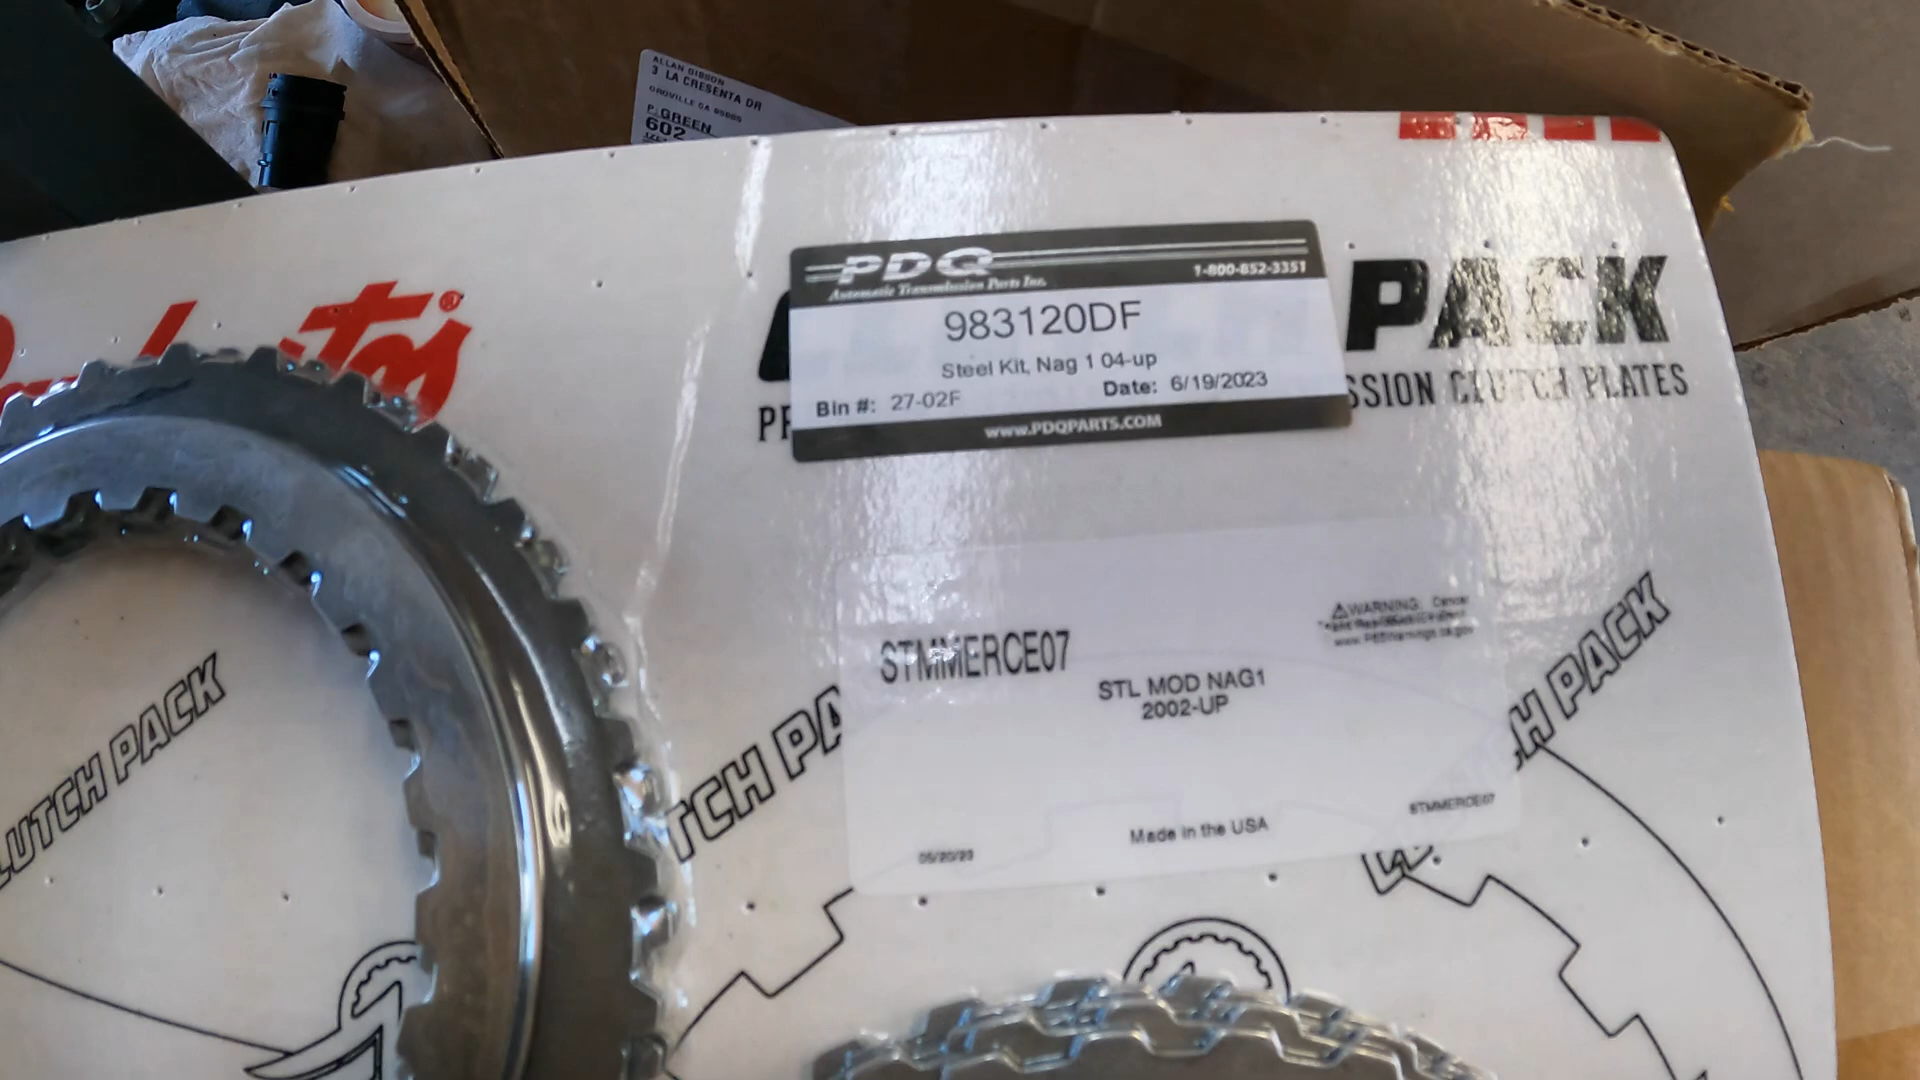 ALLAN GIBSON
3 LA CRESENTA DR
OROVILLE CA
P. GREEN
602
PDQ
Automatic Transmission Parts Inc.
1-800-852-3351
983120DF
Steel Kit, Nag 1 04-up
Bin #: 27-02F
Date: 6/19/2023
www.PDQPARTS.COM
PACK
SSION CLUTCH PLATES
STMMERCE07
STL MOD NAG1
2002-UP
⚠WARNING: Cancer
Made in the USA
STMMERCE07
05/20/23
CLUTCH PACK
TCH PA
H PACK